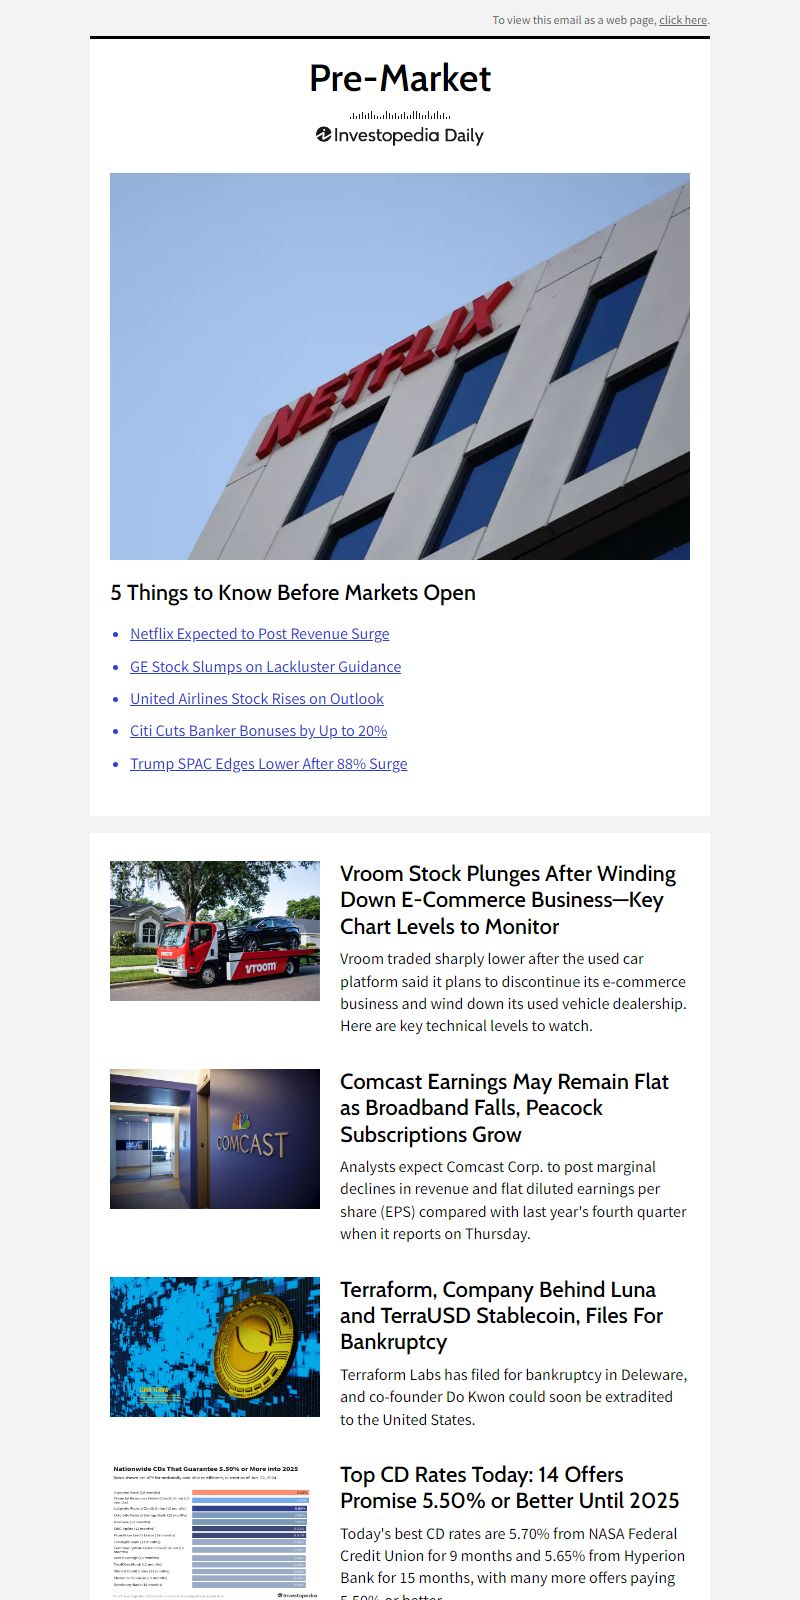 To view this email as a web page, click here.
Pre-Market
Investopedia Daily
NETFLIX
5 Things to Know Before Markets Open
Netflix Expected to Post Revenue Surge
GE Stock Slumps on Lackluster Guidance
United Airlines Stock Rises on Outlook
Citi Cuts Banker Bonuses by Up to 20%
Trump SPAC Edges Lower After 88% Surge
vroom
vroom
Vroom Stock Plunges After Winding
Down E-Commerce Business—Key
Chart Levels to Monitor
Vroom traded sharply lower after the used car
platform said it plans to discontinue its e-commerce
business and wind down its used vehicle dealership.
Here are key technical levels to watch.
COMCAST
Comcast Earnings May Remain Flat
as Broadband Falls, Peacock
Subscriptions Grow
Analysts expect Comcast Corp. to post marginal
declines in revenue and flat diluted earnings per
share (EPS) compared with last year's fourth quarter
when it reports on Thursday.
LUNA TERRA
Terraform, Company Behind Luna
and TerraUSD Stablecoin, Files For
Bankruptcy
Terraform Labs has filed for bankruptcy in Deleware,
and co-founder Do Kwon could soon be extradited
to the United States.
Nationwide CDs That Guarantee 5.50% or More into 2025
Investopedia
Top CD Rates Today: 14 Offers
Promise 5.50% or Better Until 2025
Today's best CD rates are 5.70% from NASA Federal
Credit Union for 9 months and 5.65% from Hyperion
Bank for 15 months, with many more offers paying
5.50% or better.